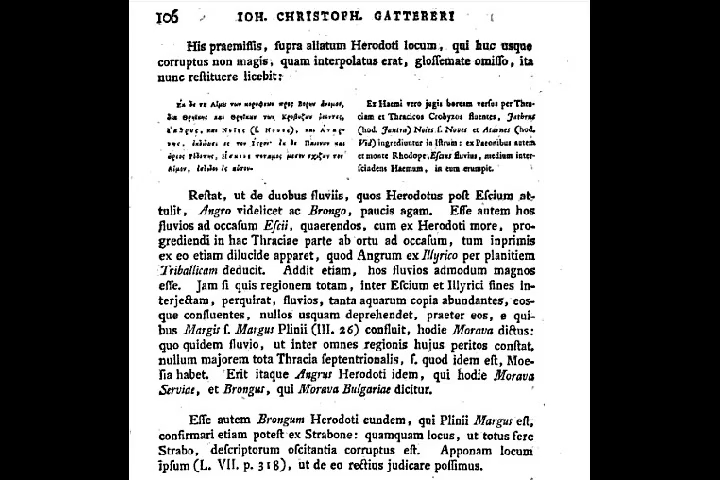 106 IOH. CHRISTOPH. GATTERERI
His praemiſſis, ſupra allatum Herodoti locum, qui huc usque
corruptus non magis, quam interpolatus erat, gloſſemate omiſſo, ita
nunc reſtituere licebit:
Ex Haemi vero jugis boream verſus per Thra-
ciam et Thracicos Crobyzos fluentes, Jathrus
(hod. Jantra) Noës ſ. Noues et Atarnes (hod.
Vid) ingrediuntur in Iſtrum: ex Paeonibus autem
et monte Rhodope, Eſcius fluvius, medium inter-
ſcindens Haemum, in eum erumpit.
Reſtat, ut de duobus fluviis, quos Herodotus poſt Eſcium at-
tulit, Angro videlicet ac Brongo, paucis agam. Eſſe autem hos
fluvios ad occaſum Eſcii, quaerendos, cum ex Herodoti more, pro-
grediendi in hac Thraciae parte ab ortu ad occaſum, tum inprimis
ex eo etiam dilucide apparet, quod Angrum ex Illyrico per planitiem
Triballicam deducit. Addit etiam, hos fluvios admodum magnos
eſſe. Jam ſi quis regionem totam, inter Eſcium et Illyrici fines in-
terjectam, perquirat, fluvios, tanta aquarum copia abundantes, eos-
que confluentes, nullos usquam deprehendet, praeter eos, e qui-
bus Margis ſ. Margus Plinii (III. 26) confluit, hodie Morava dictus:
quo quidem fluvio, ut inter omnes regionis hujus peritos conſtat,
nullum majorem tota Thracia ſeptentrionalis, ſ. quod idem eſt, Moe-
ſia habet. Erit itaque Angrus Herodoti idem, qui hodie Morava
Service, et Brongus, qui Morava Bulgariae dicitur.
Eſſe autem Brongum Herodoti eundem, qui Plinii Margus eſt,
confirmari etiam poteſt ex Strabone: quamquam locus, ut totus fere
Strabo, deſcriptorum oſcitantia corruptus eſt. Apponam locum
ipſum (L. VII. p. 318), ut de eo rectius judicare poſſimus.